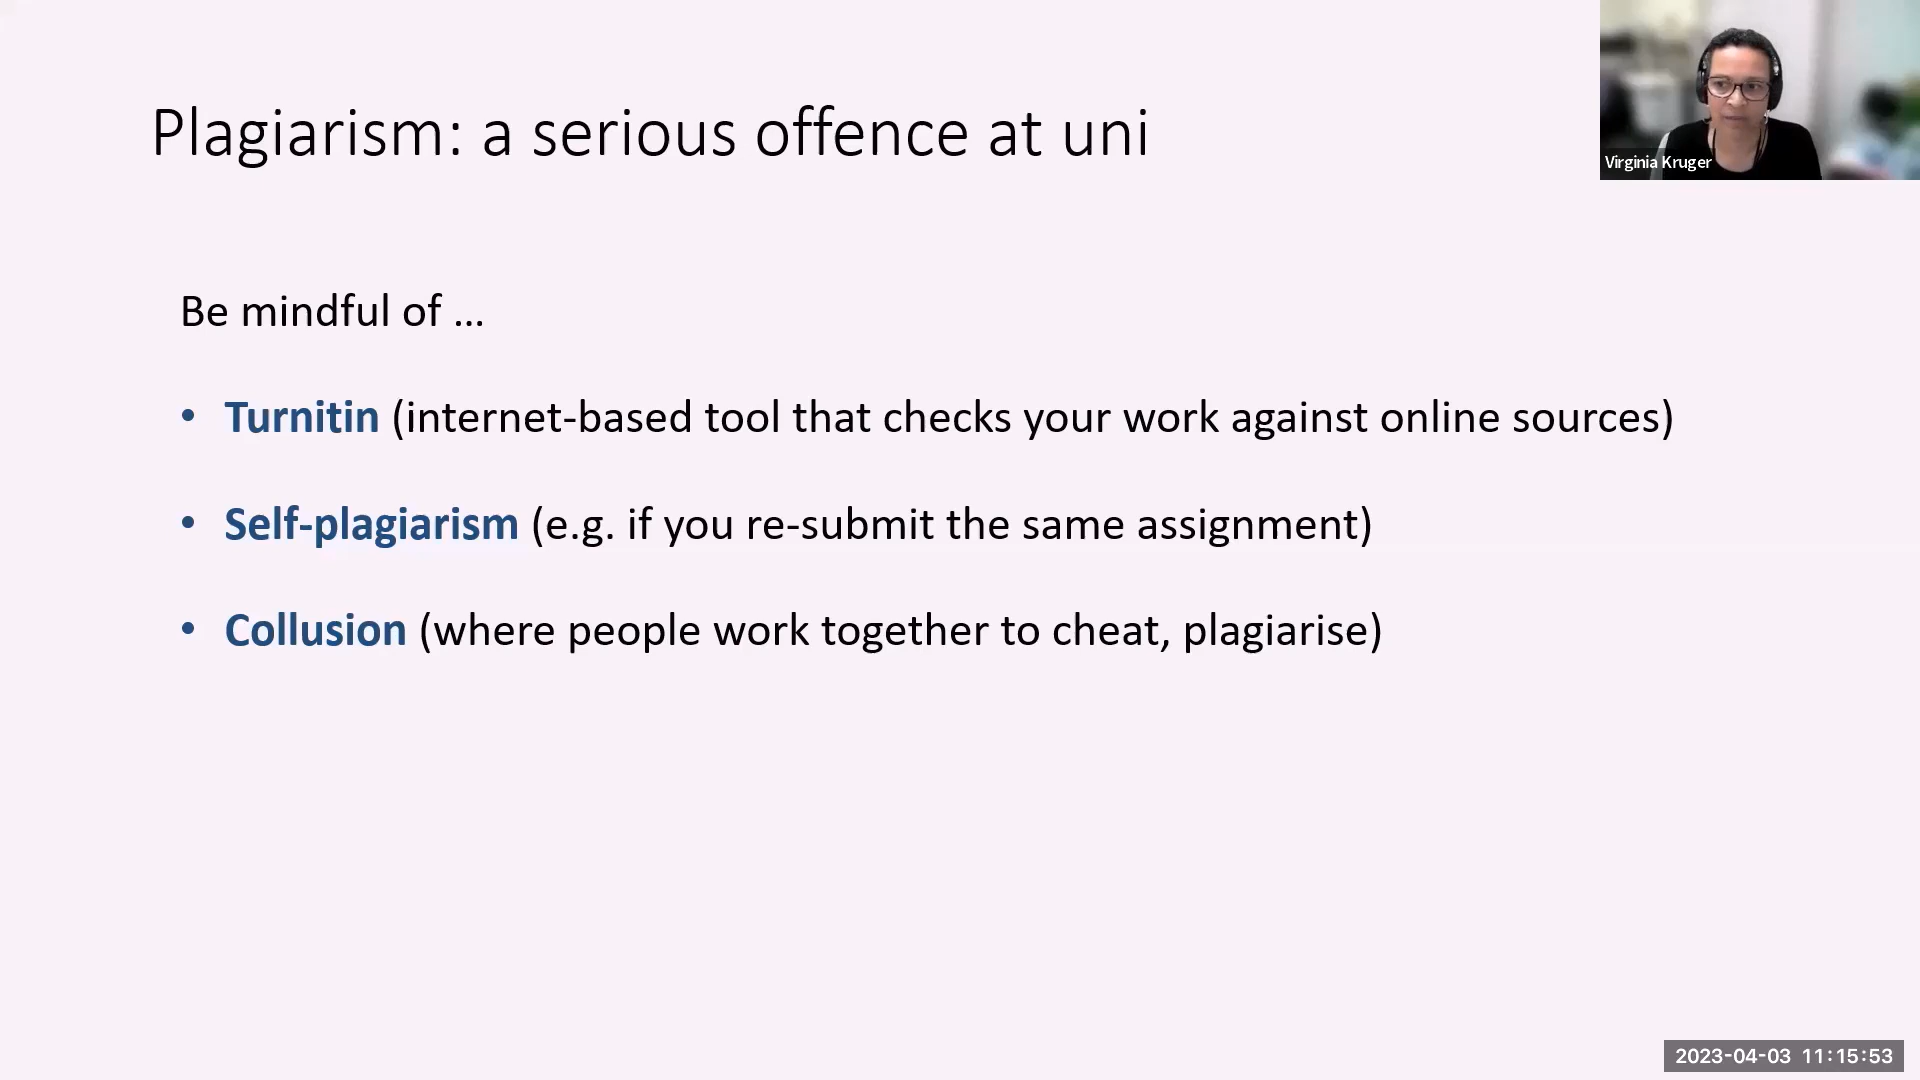 Plagiarism: a serious offence at uni
Virginia Kruger
Be mindful of ...
• Turnitin (internet-based tool that checks your work against online sources)
• Self-plagiarism (e.g. if you re-submit the same assignment)
• Collusion (where people work together to cheat, plagiarise)
2023-04-03 11:15:53